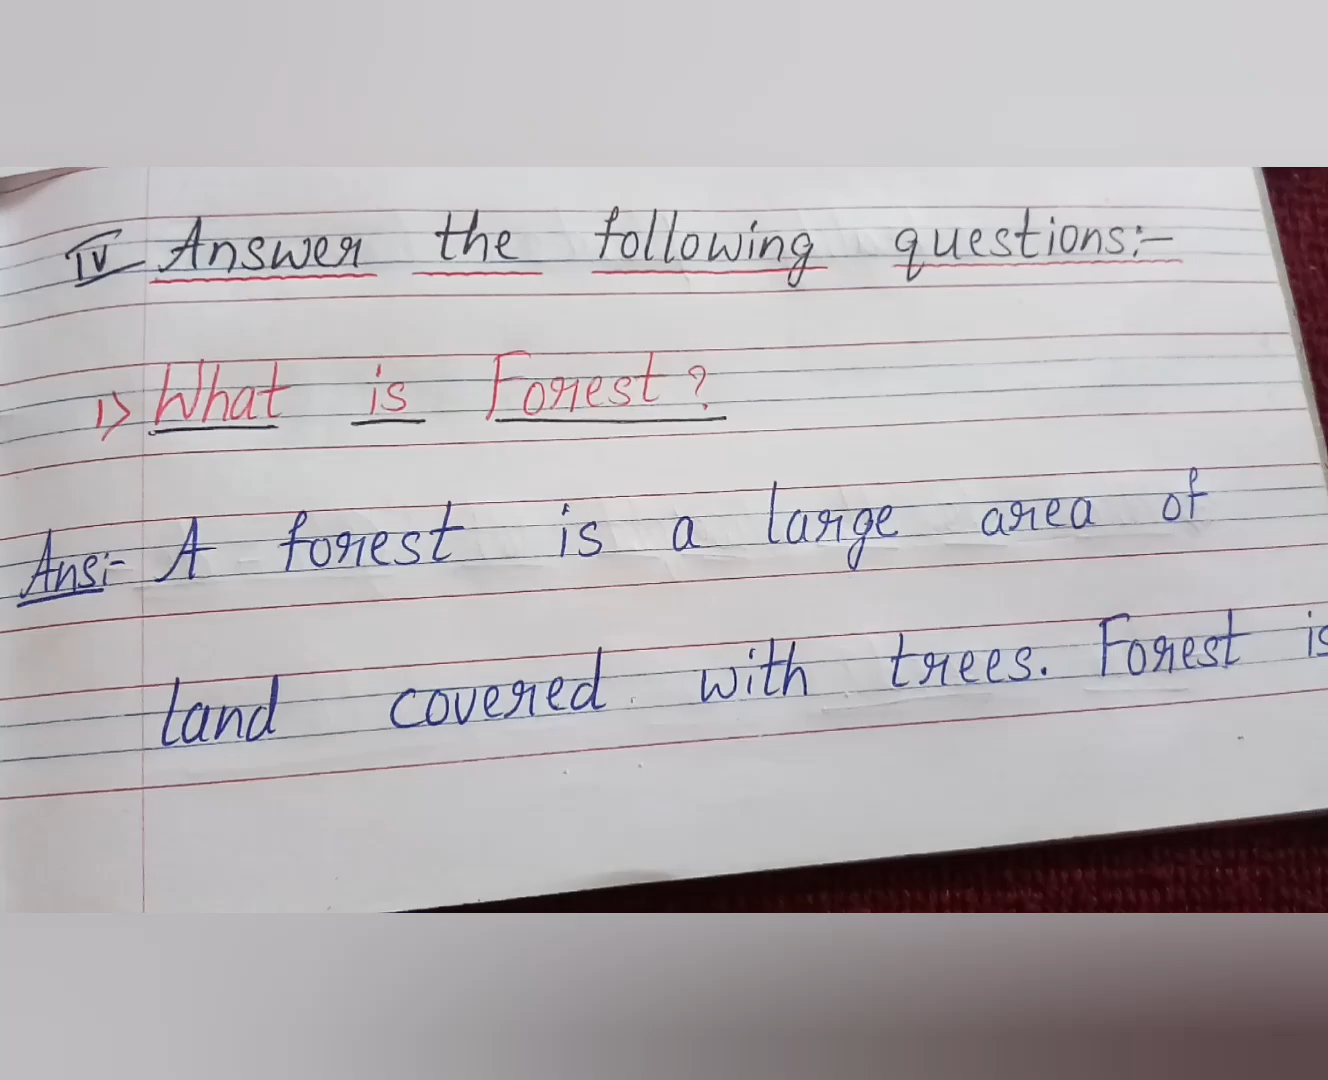 IV Answer the following questions:-
1) What is Forest?
Ans:- A forest is a large area of
land covered with trees. Forest is